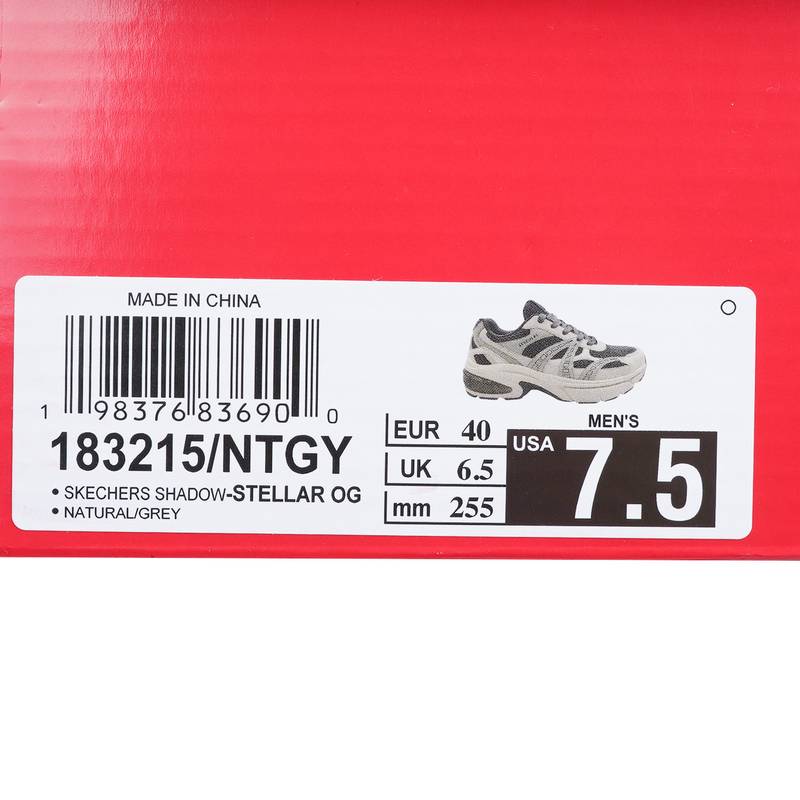 MADE IN CHINA
1 98376 83690 0
183215/NTGY
• SKECHERS SHADOW-STELLAR OG
• NATURAL/GREY
EUR 40
UK 6.5
mm 255
MEN'S
USA 7.5